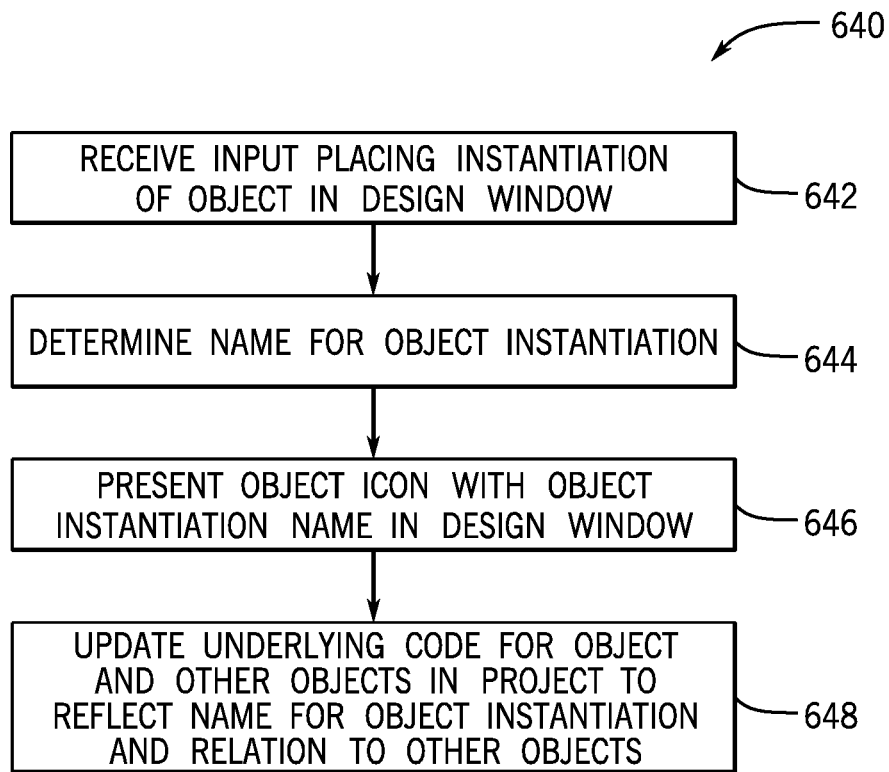 640
RECEIVE INPUT PLACING INSTANTIATION
OF OBJECT IN DESIGN WINDOW
642
DETERMINE NAME FOR OBJECT INSTANTIATION
644
PRESENT OBJECT ICON WITH OBJECT
INSTANTIATION NAME IN DESIGN WINDOW
646
UPDATE UNDERLYING CODE FOR OBJECT
AND OTHER OBJECTS IN PROJECT TO
REFLECT NAME FOR OBJECT INSTANTIATION
AND RELATION TO OTHER OBJECTS
648